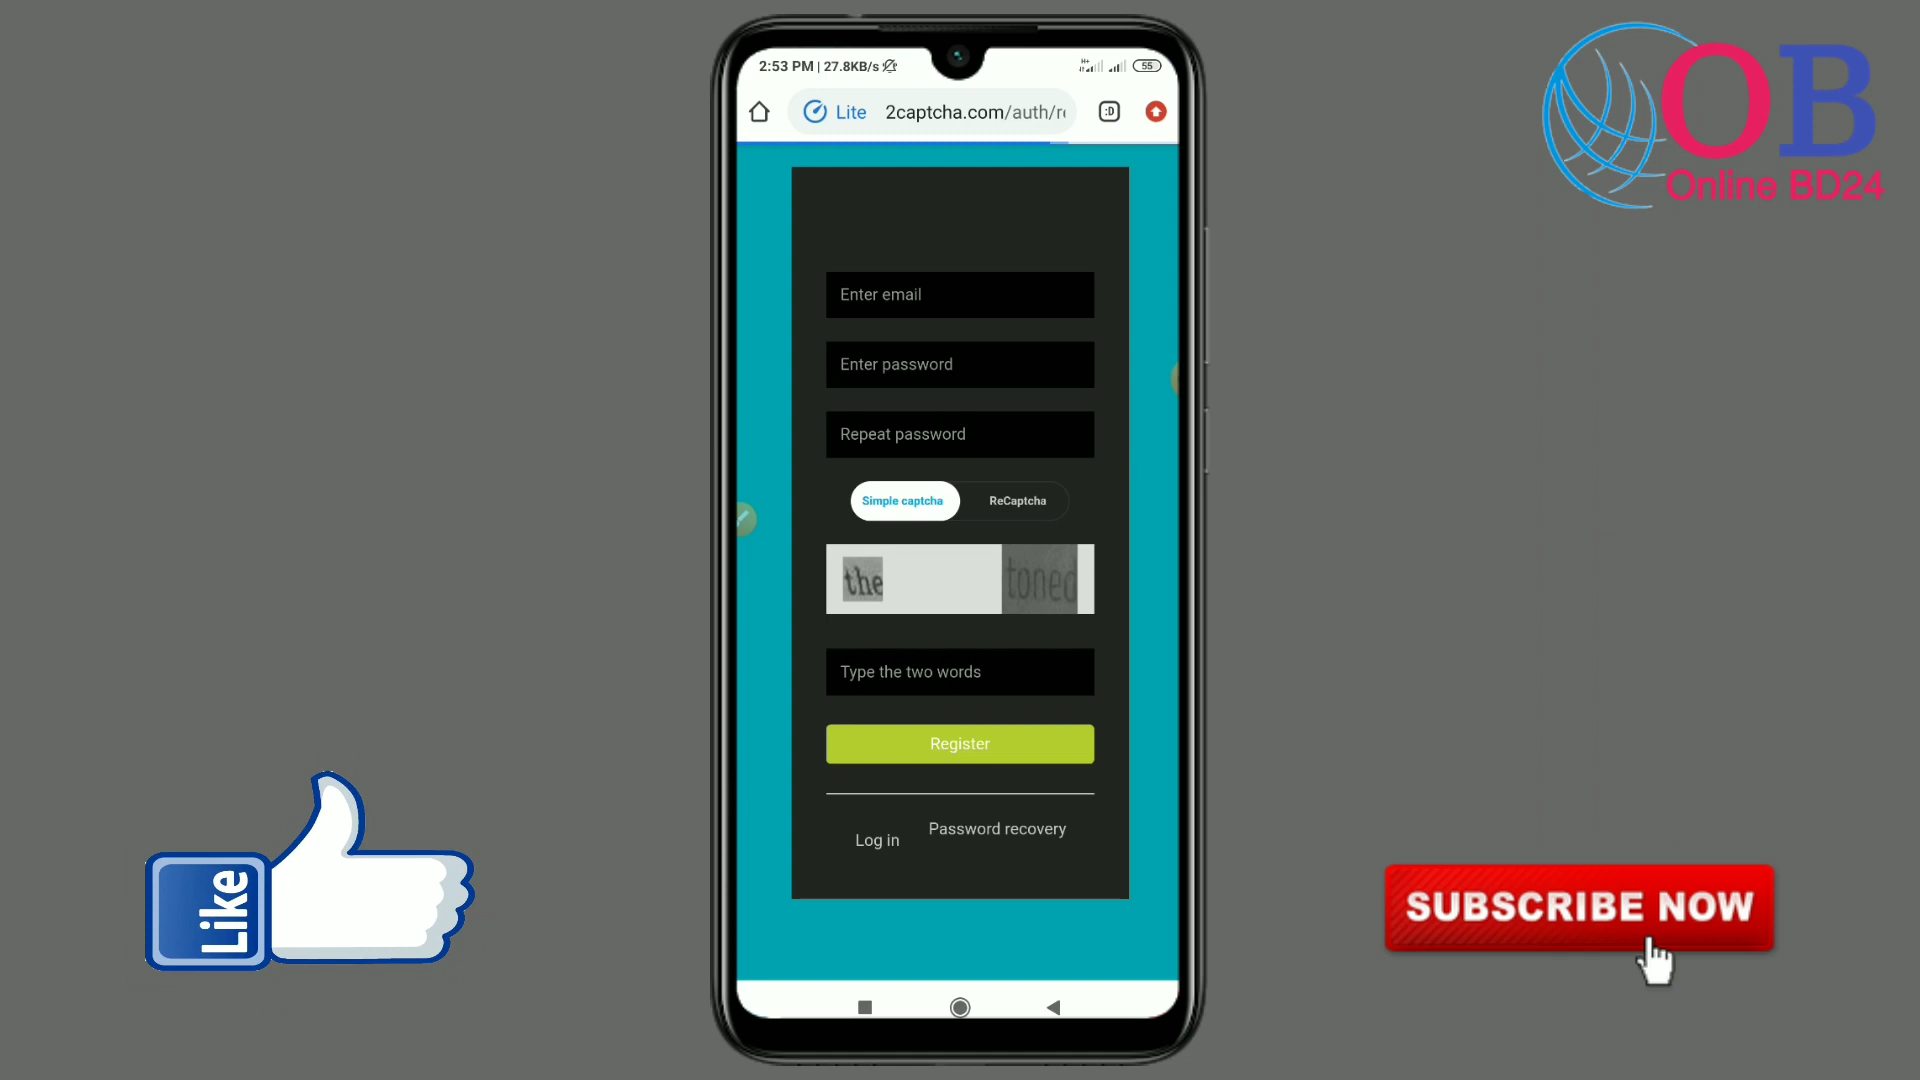 2:53 PM | 27.8KB/s
H+
55
Lite 2captcha.com/auth/re
:D
OB
Online BD24
Enter email
Enter password
Repeat password
Simple captcha
ReCaptcha
the
toned
Type the two words
Register
Log in
Password recovery
Like
SUBSCRIBE NOW